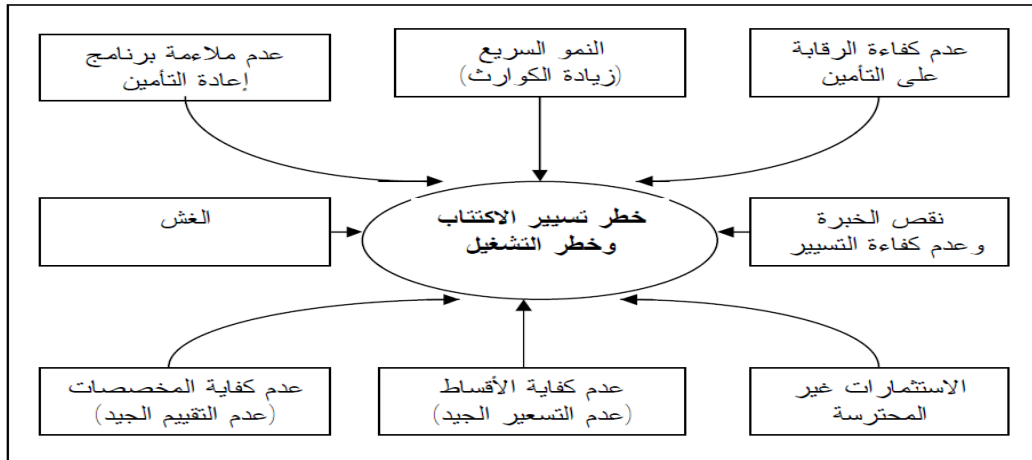 عدم كفاءة الرقابة
على التأمين
النمو السريع
(زيادة الكوارث)
عدم ملاءمة برنامج
إعادة التأمين
نقص الخبرة
وعدم كفاءة التسيير
خطر تسيير الاكتتاب
وخطر التشغيل
الغش
الاستثمارات غير
المحترسة
عدم كفاية الأقساط
(عدم التسعير الجيد)
عدم كفاية المخصصات
(عدم التقييم الجيد)